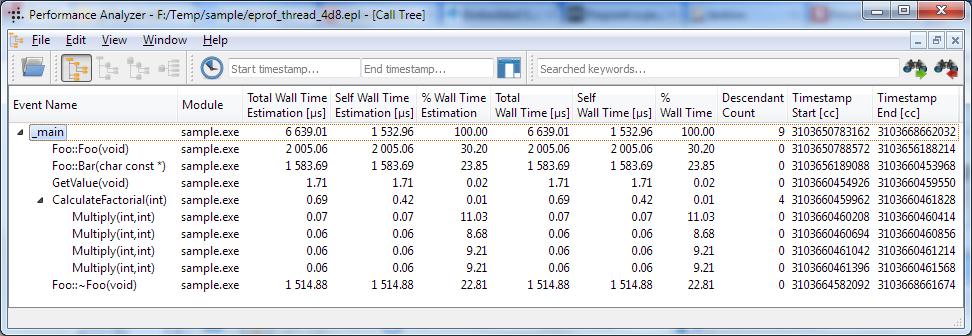 Performance Analyzer - F:/Temp/sample/eprof_thread_4d8.epl - [Call Tree]
File Edit View Window Help
Start timestamp... End timestamp... Searched keywords...
Event Name Module Total Wall Time Estimation [µs] Self Wall Time Estimation [µs] % Wall Time Estimation Total Wall Time [µs] Self Wall Time [µs] % Wall Time Descendant Count Timestamp Start [cc] Timestamp End [cc]
_main sample.exe 6 639.01 1 532.96 100.00 6 639.01 1 532.96 100.00 9 3103650783162 3103668662032
Foo::Foo(void) sample.exe 2 005.06 2 005.06 30.20 2 005.06 2 005.06 30.20 0 3103650788572 3103656188214
Foo::Bar(char const *) sample.exe 1 583.69 1 583.69 23.85 1 583.69 1 583.69 23.85 0 3103656189088 3103660453968
GetValue(void) sample.exe 1.71 1.71 0.02 1.71 1.71 0.02 0 3103660454926 3103660459550
CalculateFactorial(int) sample.exe 0.69 0.42 0.01 0.69 0.42 0.01 4 3103660459962 3103660461828
Multiply(int,int) sample.exe 0.07 0.07 11.03 0.07 0.07 11.03 0 3103660460208 3103660460414
Multiply(int,int) sample.exe 0.06 0.06 8.68 0.06 0.06 8.68 0 3103660460694 3103660460856
Multiply(int,int) sample.exe 0.06 0.06 9.21 0.06 0.06 9.21 0 3103660461042 3103660461214
Multiply(int,int) sample.exe 0.06 0.06 9.21 0.06 0.06 9.21 0 3103660461396 3103660461568
Foo::~Foo(void) sample.exe 1 514.88 1 514.88 22.81 1 514.88 1 514.88 22.81 0 3103664582092 3103668661674